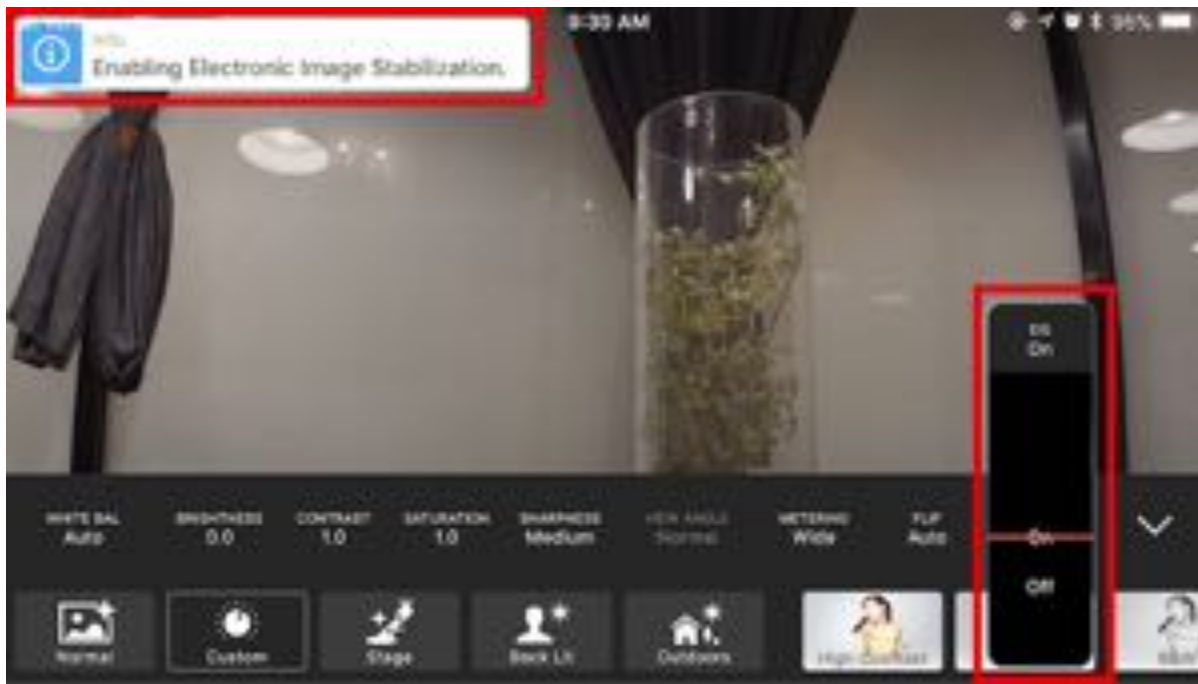 Enabling Electronic Image Stabilization.
8:30 AM
EIS
On
On
Off
WHITE BAL
Auto
BRIGHTNESS
0.0
CONTRAST
1.0
SATURATION
1.0
SHARPNESS
Medium
VIEW ANGLE
Normal
METERING
Wide
FLIP
Auto
Normal
Custom
Stage
Back Lit
Outdoors
High Contrast